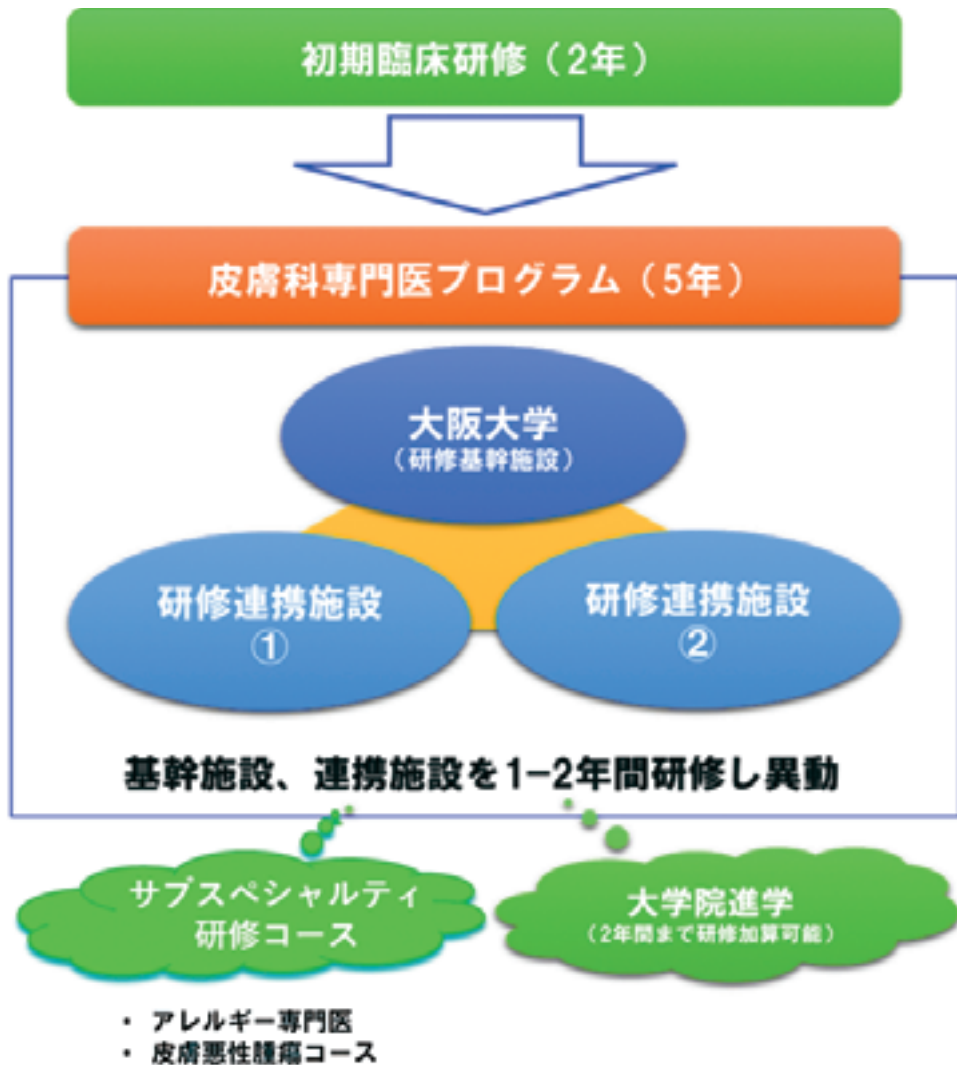 初期臨床研修（2年）
皮膚科専門医プログラム（5年）
大阪大学
（研修基幹施設）
研修連携施設
①
研修連携施設
②
基幹施設、連携施設を1−2年間研修し異動
サブスペシャルティ
研修コース
大学院進学
（2年間まで研修加算可能）
・ アレルギー専門医
・ 皮膚悪性腫瘍コース